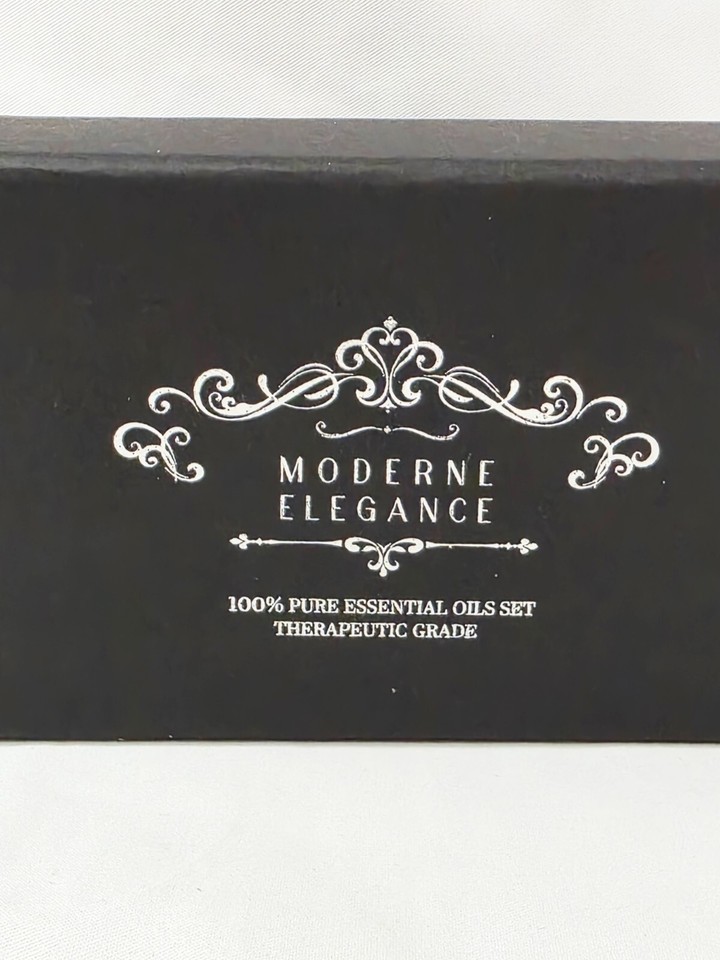 MODERNE
ELEGANCE
100% PURE ESSENTIAL OILS SET
THERAPEUTIC GRADE